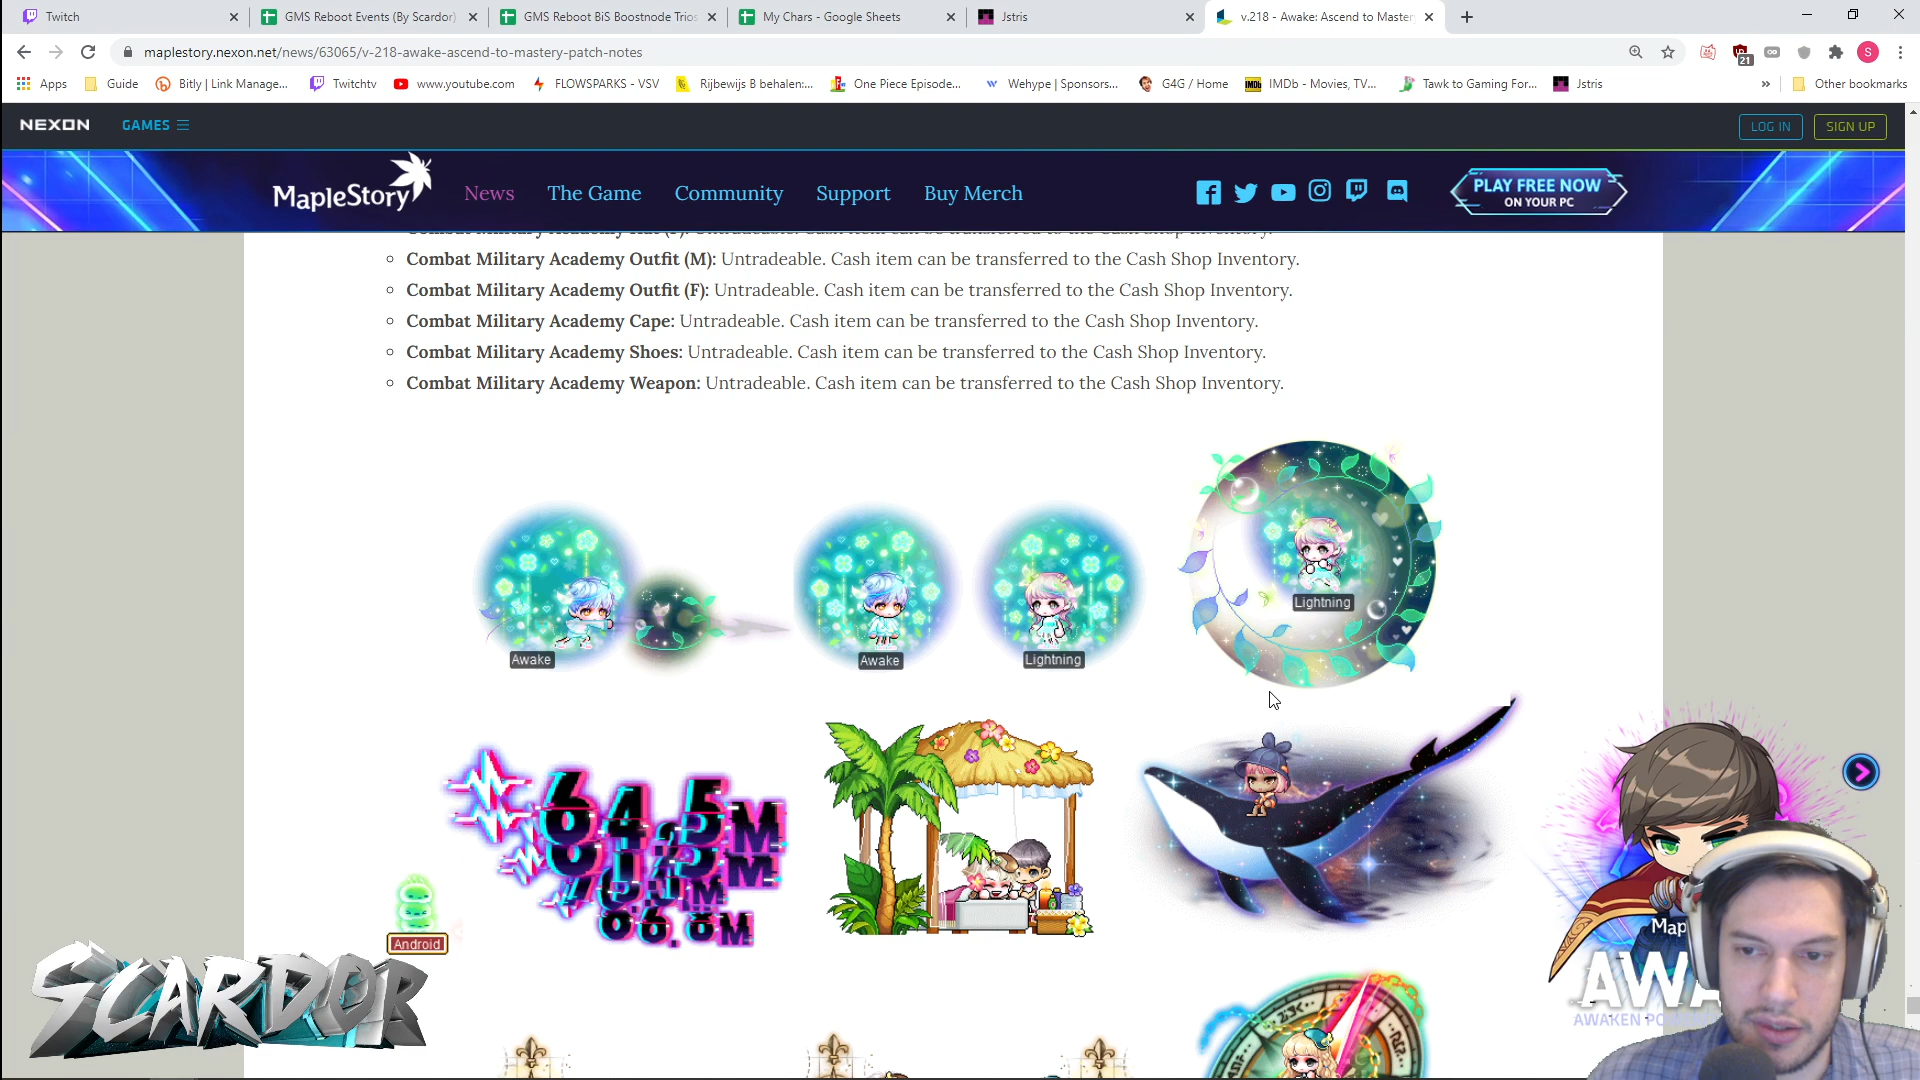 Twitch
GMS Reboot Events (By Scardor)
GMS Reboot BiS Boostnode Trios
My Chars - Google Sheets
Jstris
v.218 - Awake: Ascend to Master
maplestory.nexon.net/news/63065/v-218-awake-ascend-to-mastery-patch-notes
21
S
Apps
Guide
Bitly | Link Manage...
Twitchtv
www.youtube.com
FLOWSPARKS - VSV
Rijbewijs B behalen:...
One Piece Episode...
Wehype | Sponsors...
G4G / Home
IMDb
IMDb - Movies, TV...
Tawk to Gaming For...
Jstris
»
Other bookmarks
NEXON
GAMES
LOG IN
SIGN UP
MapleStory
News
The Game
Community
Support
Buy Merch
PLAY FREE NOW
ON YOUR PC
Combat Military Academy Outfit (M): Untradeable. Cash item can be transferred to the Cash Shop Inventory.
Combat Military Academy Outfit (F): Untradeable. Cash item can be transferred to the Cash Shop Inventory.
Combat Military Academy Cape: Untradeable. Cash item can be transferred to the Cash Shop Inventory.
Combat Military Academy Shoes: Untradeable. Cash item can be transferred to the Cash Shop Inventory.
Combat Military Academy Weapon: Untradeable. Cash item can be transferred to the Cash Shop Inventory.
Lightning
Awake
Awake
Lightning
64.5M
Android
SCARDOR
Map
AWA
AWAKEN PO